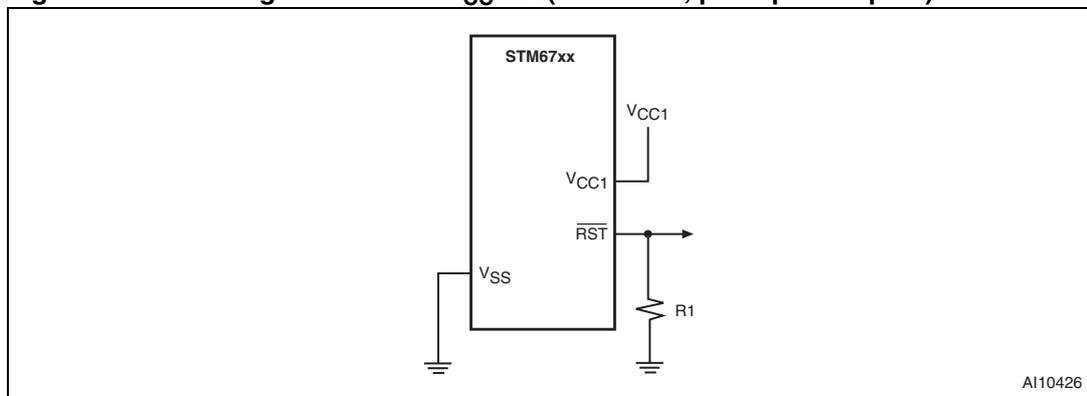 STM67xx
VCC1
VCC1
RST
VSS
R1
AI10426